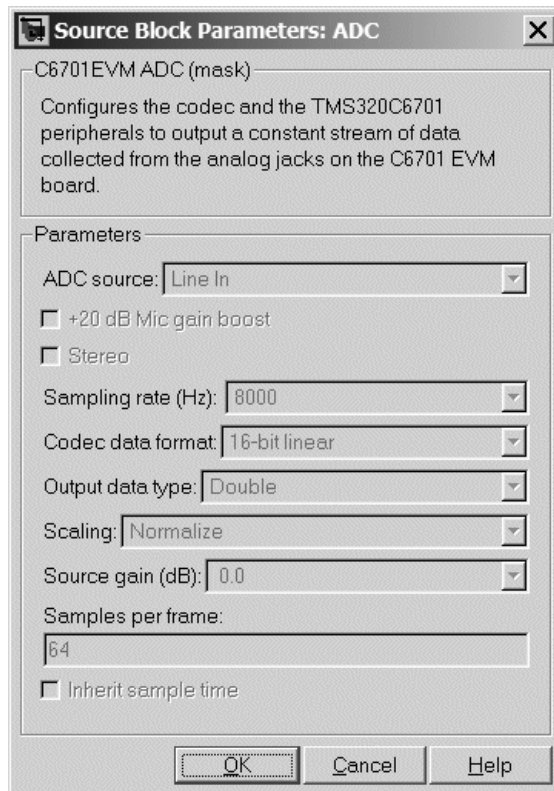 Source Block Parameters: ADC
C6701EVM ADC (mask)
Configures the codec and the TMS320C6701
peripherals to output a constant stream of data
collected from the analog jacks on the C6701 EVM
board.
Parameters
ADC source: Line In
+20 dB Mic gain boost
Stereo
Sampling rate (Hz): 8000
Codec data format: 16-bit linear
Output data type: Double
Scaling: Normalize
Source gain (dB): 0.0
Samples per frame:
64
Inherit sample time
OK Cancel Help